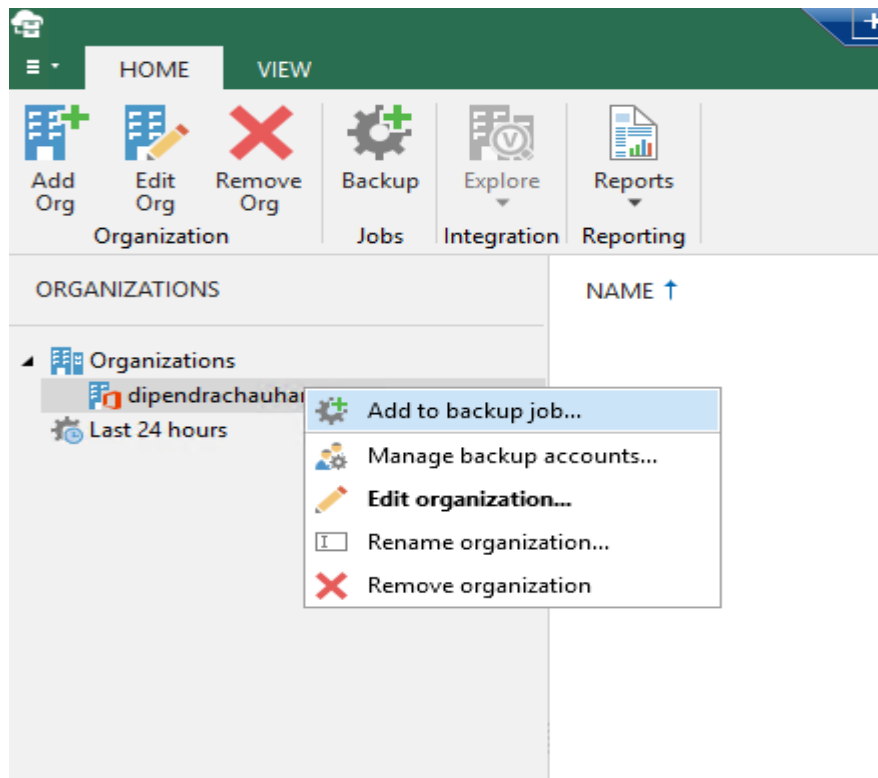 HOME VIEW
Add Org
Edit Org
Remove Org
Backup
Explore
Reports
Organization
Jobs
Integration
Reporting
ORGANIZATIONS
NAME
Organizations
dipendrachauha
Last 24 hours
Add to backup job...
Manage backup accounts...
Edit organization...
Rename organization...
Remove organization